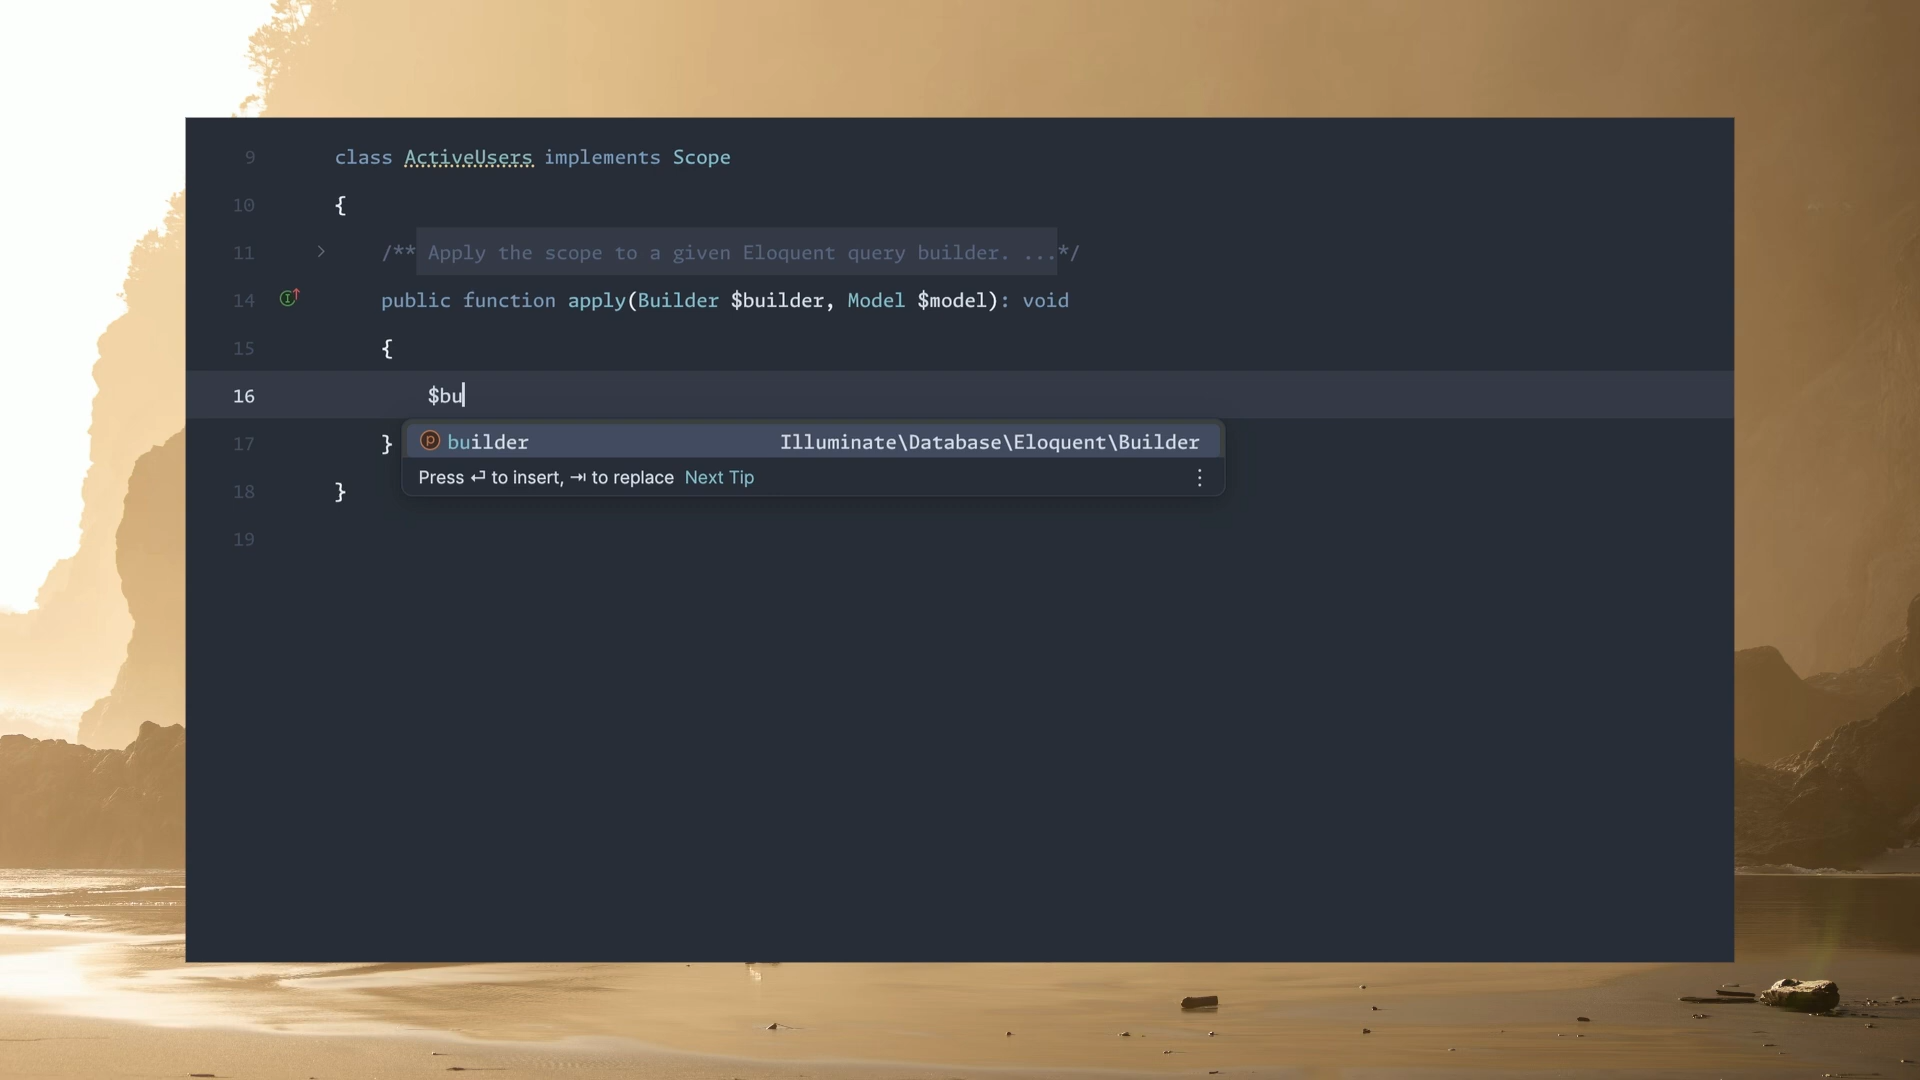 9 class ActiveUsers implements Scope
10 {
11 /** Apply the scope to a given Eloquent query builder. ...*/
14 public function apply(Builder $builder, Model $model): void
15 {
16 $bu
builder Illuminate\Database\Eloquent\Builder
17 }
Press ⏎ to insert, ⇥ to replace Next Tip
18 }
19